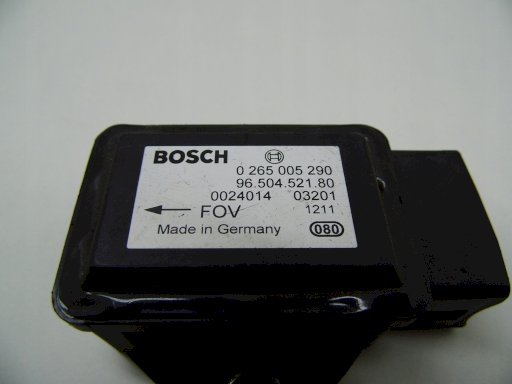 BOSCH
0 265 005 290
96.504.521.80
0024014 03201
FOV 1211
Made in Germany 080